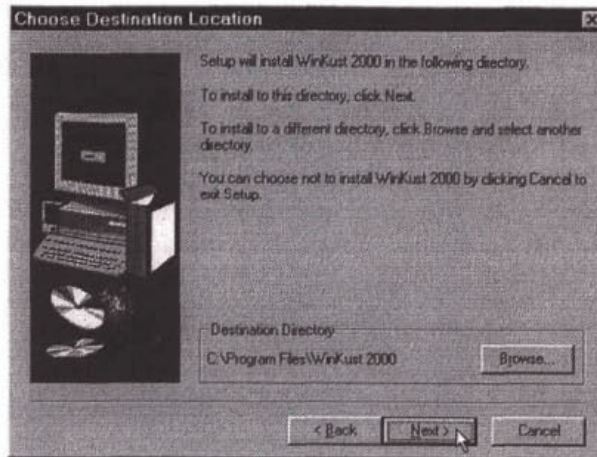 Choose Destination Location
Setup will install WinKust 2000 in the following directory.
To install to this directory, click Next.
To install to a different directory, click Browse and select another
directory.
You can choose not to install WinKust 2000 by clicking Cancel to
exit Setup.
Destination Directory
C:\Program Files\WinKust 2000
Browse...
< Back
Next >
Cancel